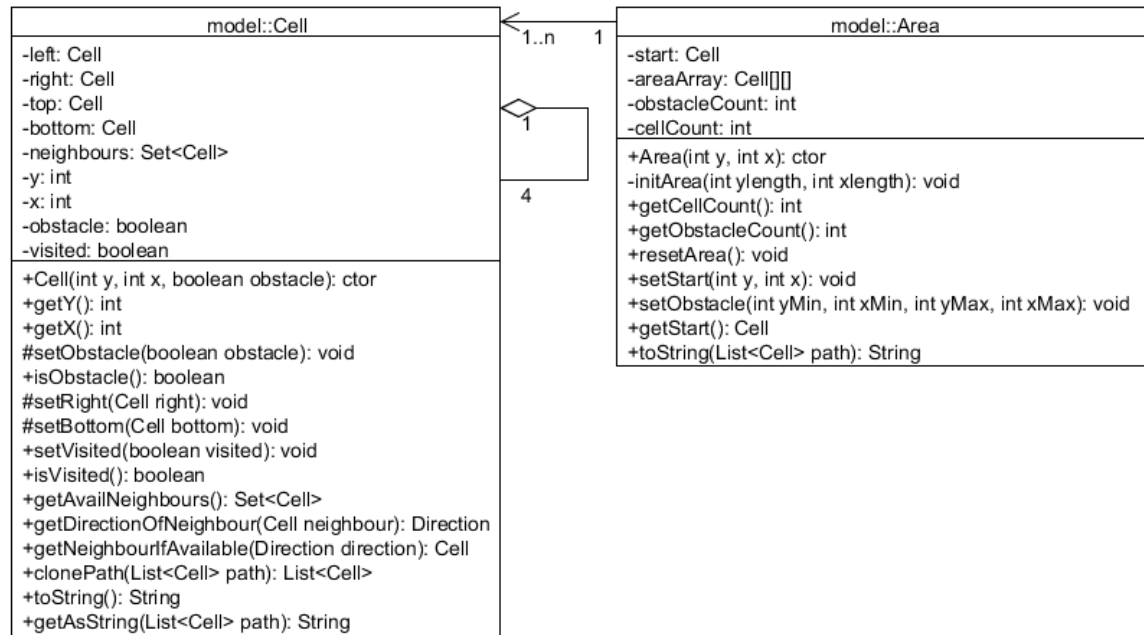 model::Cell
-left: Cell
-right: Cell
-top: Cell
-bottom: Cell
-neighbours: Set<Cell>
-y: int
-x: int
-obstacle: boolean
-visited: boolean
+Cell(int y, int x, boolean obstacle): ctor
+getY(): int
+getX(): int
#setObstacle(boolean obstacle): void
+isObstacle(): boolean
#setRight(Cell right): void
#setBottom(Cell bottom): void
+setVisited(boolean visited): void
+isVisited(): boolean
+getAvailNeighbours(): Set<Cell>
+getDirectionOfNeighbour(Cell neighbour): Direction
+getNeighbourIfAvailable(Direction direction): Cell
+clonePath(List<Cell> path): List<Cell>
+toString(): String
+getAsString(List<Cell> path): String
1..n
1
1
4
model::Area
-start: Cell
-areaArray: Cell[][]
-obstacleCount: int
-cellCount: int
+Area(int y, int x): ctor
-initArea(int ylength, int xlength): void
+getCellCount(): int
+getObstacleCount(): int
+resetArea(): void
+setStart(int y, int x): void
+setObstacle(int yMin, int xMin, int yMax, int xMax): void
+getStart(): Cell
+toString(List<Cell> path): String